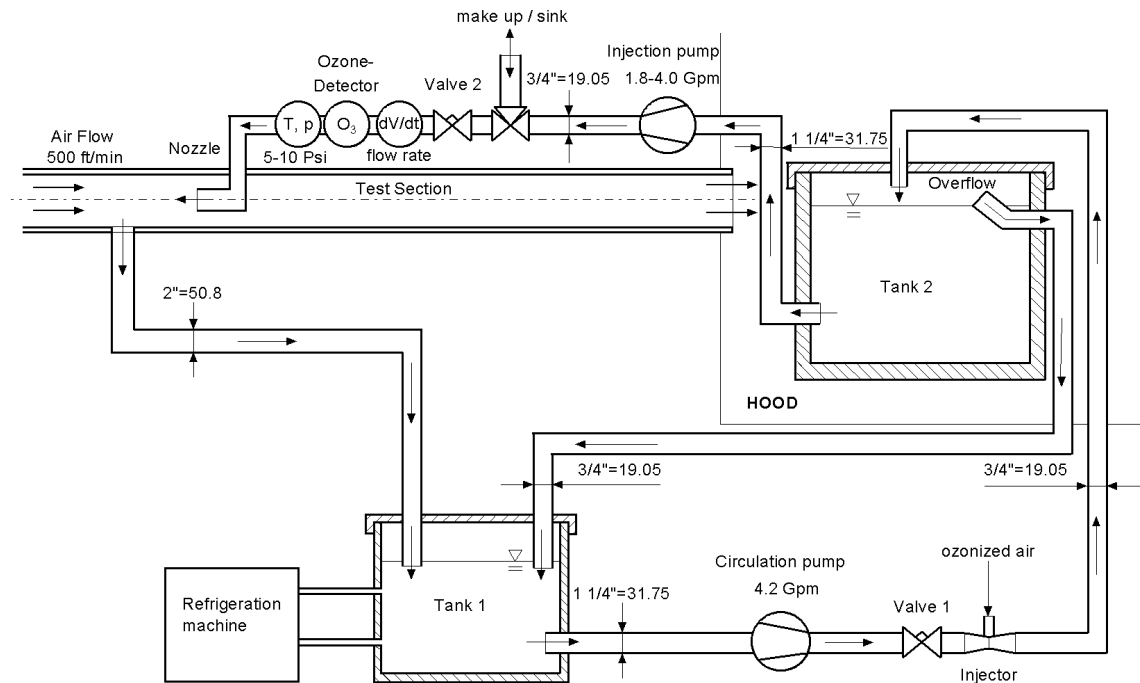 make up / sink
Ozone-
Detector
Valve 2
3/4"=19.05
Injection pump
1.8-4.0 Gpm
Air Flow
500 ft/min
Nozzle
T, p
O3
dV/dt
5-10 Psi
flow rate
1 1/4"=31.75
Test Section
Overflow
Tank 2
2"=50.8
HOOD
3/4"=19.05
3/4"=19.05
Circulation pump
4.2 Gpm
ozonized air
Refrigeration
machine
Tank 1
1 1/4"=31.75
Valve 1
Injector